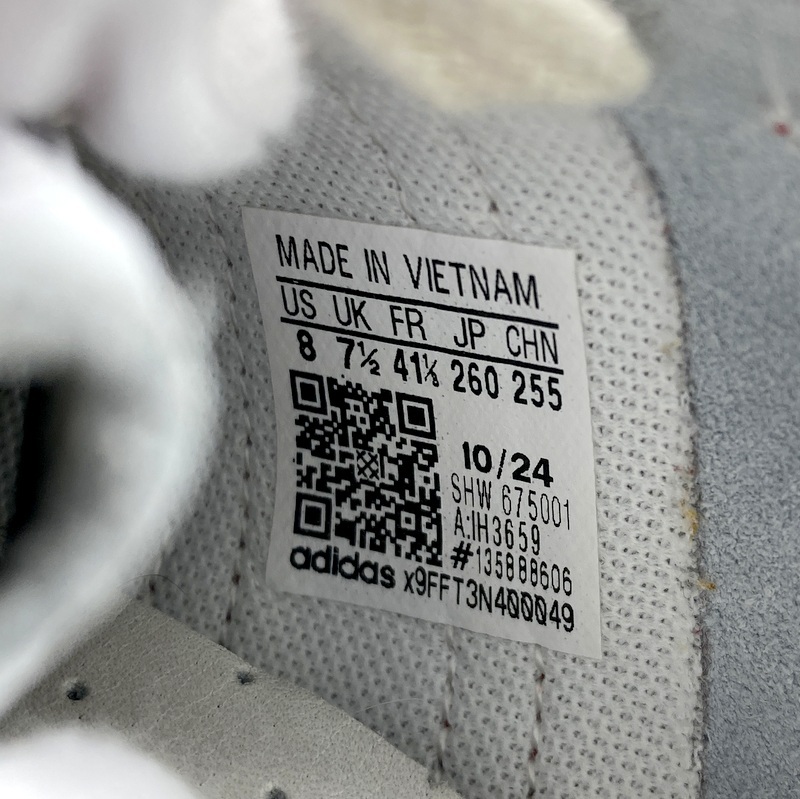 MADE IN VIETNAM
US UK FR JP CHN
8 7½ 41⅓ 260 255
10/24
SHW 675001
A:IH3659
#135888606
adidas x9FFT3N400049